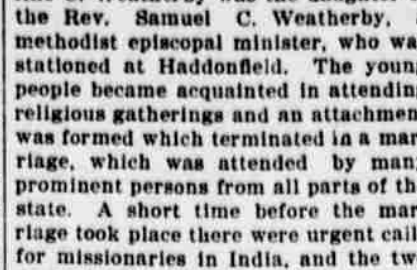 the Rev. Samuel C. Weatherby,
methodist episcopal minister, who wa
stationed at Haddonfield. The youn
people became acquainted in attendin
religious gatherings and an attachmen
was formed which terminated in a mar
riage, which was attended by man
prominent persons from all parts of th
state. A short time before the mar
riage took place there were urgent call
for missionaries in India, and the tw